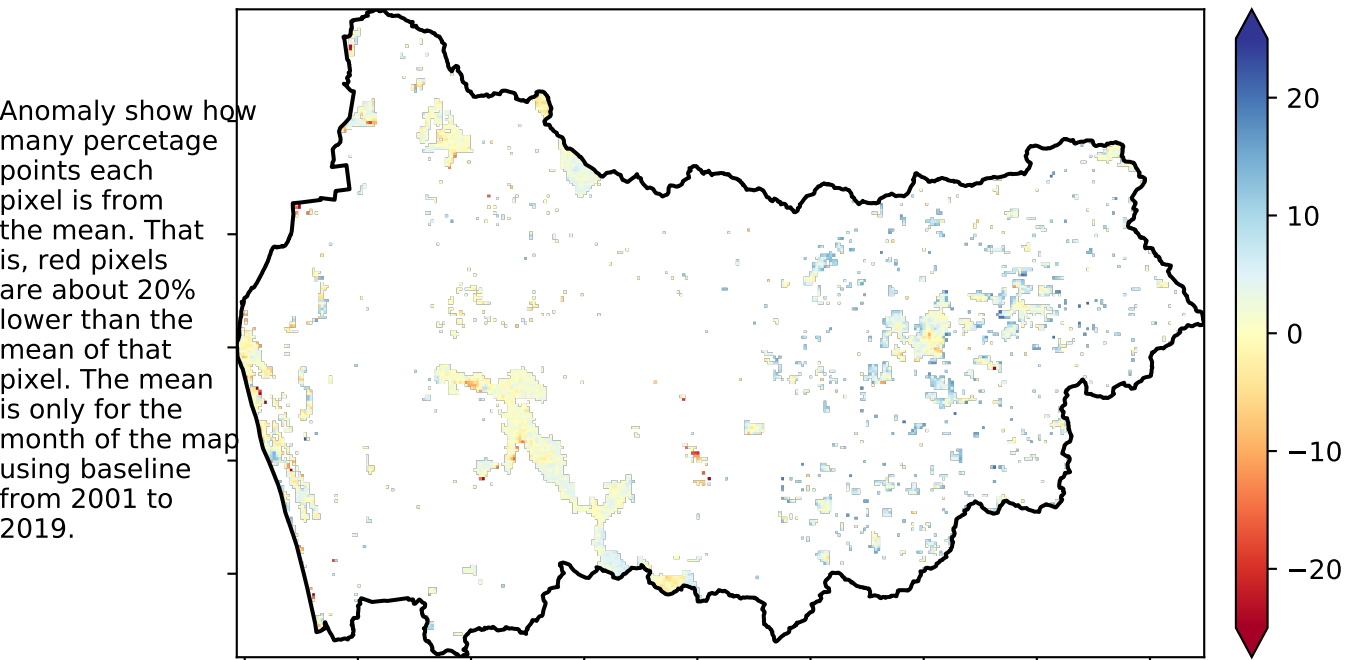 Anomaly show how
many percetage
points each
pixel is from
the mean. That
is, red pixels
are about 20%
lower than the
mean of that
pixel. The mean
is only for the
month of the map
using baseline
from 2001 to
2019.
20
10
0
−10
−20